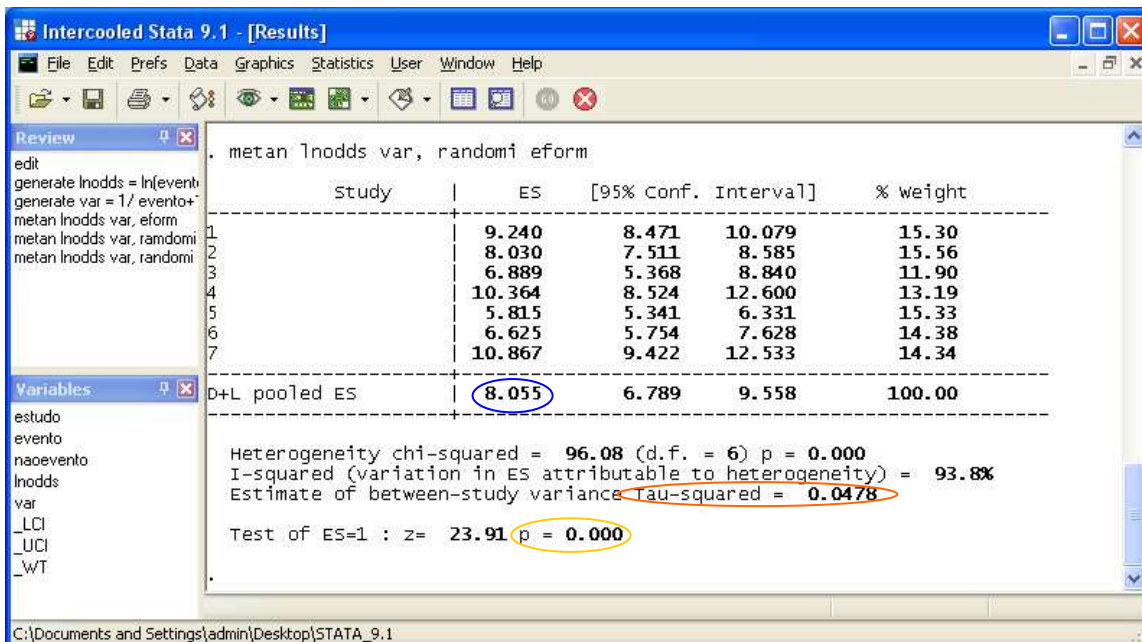 Intercooled Stata 9.1 - [Results]
File Edit Prefs Data Graphics Statistics User Window Help
Review
edit
generate lnodds = ln(evento
generate var = 1/ evento+
metan lnodds var, eform
metan lnodds var, ramdomi
metan lnodds var, randomi
Variables
estudo
evento
naoevento
lnodds
var
_LCI
_UCI
_WT
. metan lnodds var, randomi eform
Study | ES [95% Conf. Interval] % Weight
1 | 9.240 8.471 10.079 15.30
2 | 8.030 7.511 8.585 15.56
3 | 6.889 5.368 8.840 11.90
4 | 10.364 8.524 12.600 13.19
5 | 5.815 5.341 6.331 15.33
6 | 6.625 5.754 7.628 14.38
7 | 10.867 9.422 12.533 14.34
D+L pooled ES | 8.055 6.789 9.558 100.00
Heterogeneity chi-squared = 96.08 (d.f. = 6) p = 0.000
I-squared (variation in ES attributable to heterogeneity) = 93.8%
Estimate of between-study variance Tau-squared = 0.0478
Test of ES=1 : z= 23.91 p = 0.000
.
C:\Documents and Settings\admin\Desktop\STATA_9.1